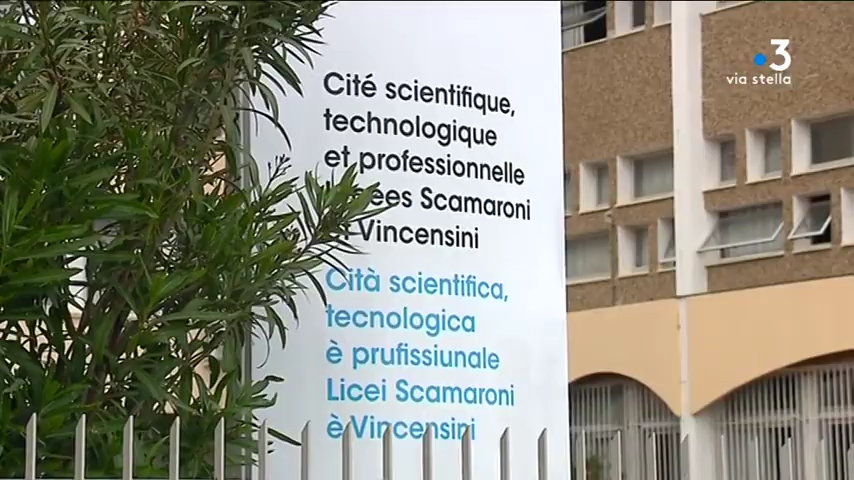 3
via stella
Cité scientifique,
technologique
et professionnelle
Scamaroni
Vincensini
Cità scientifica,
tecnologica
è prufissiunale
Licei Scamaroni
è Vincensini